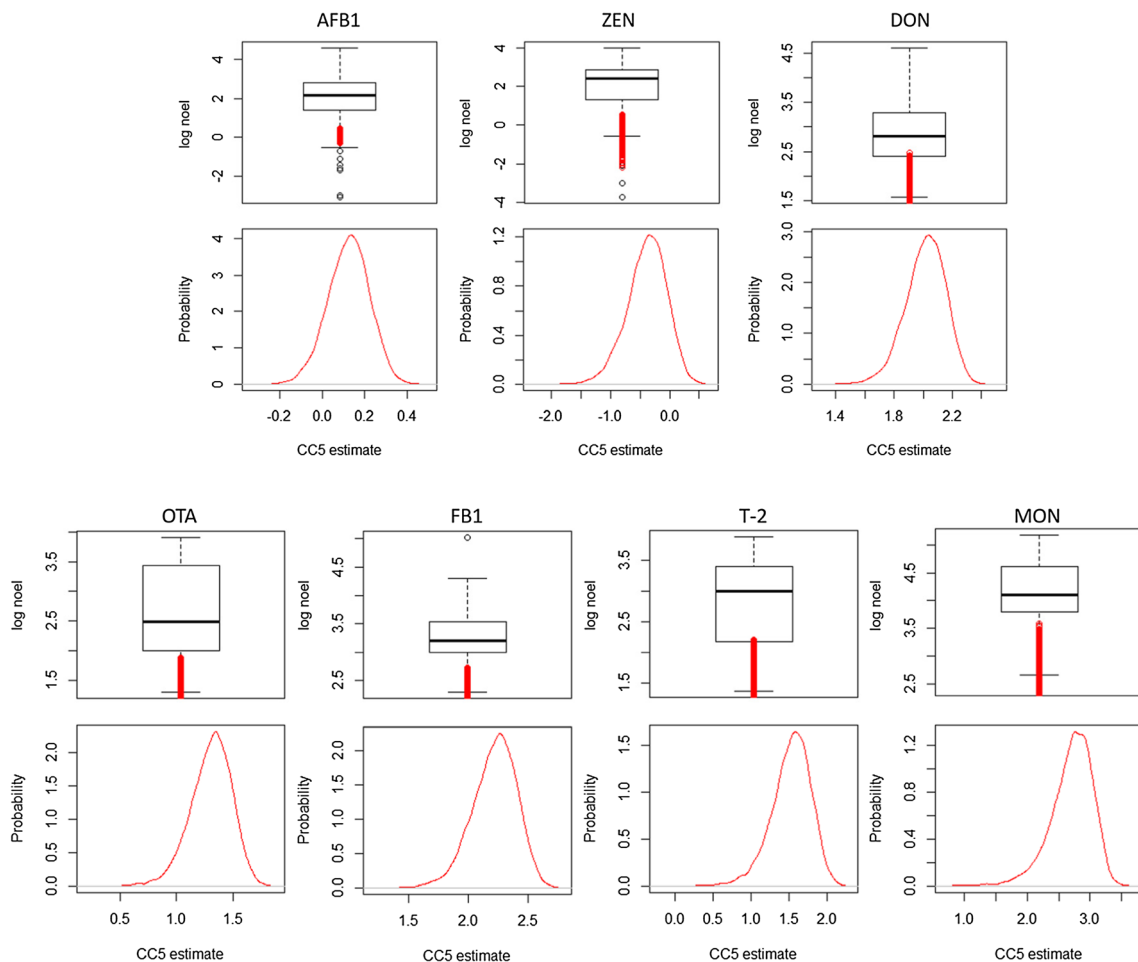 AFB1 ZEN DON
log noel
-2 0 2 4
log noel
-4 -2 0 2 4
log noel
1.5 2.5 3.5 4.5
Probability
0 1 2 3 4
-0.2 0.0 0.2 0.4
CC5 estimate
Probability
0.0 0.4 0.8 1.2
-2.0 -1.0 0.0
CC5 estimate
Probability
0.0 1.0 2.0 3.0
1.4 1.8 2.2
CC5 estimate
OTA FB1 T-2 MON
log noel
1.5 2.5 3.5
log noel
2.5 3.5 4.5
log noel
1.5 2.5 3.5
log noel
2.5 3.5 4.5
Probability
0.0 0.5 1.0 1.5 2.0
0.5 1.0 1.5
CC5 estimate
Probability
0.0 0.5 1.0 1.5 2.0
1.5 2.0 2.5
CC5 estimate
Probability
0.0 0.5 1.0 1.5
0.0 0.5 1.0 1.5 2.0
CC5 estimate
Probability
0.0 0.4 0.8 1.2
1.0 2.0 3.0
CC5 estimate